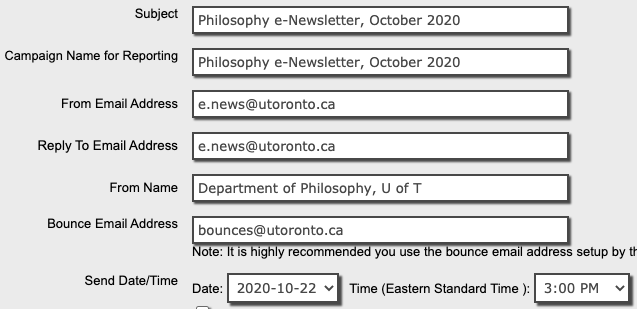 Subject Philosophy e-Newsletter, October 2020
Campaign Name for Reporting Philosophy e-Newsletter, October 2020
From Email Address e.news@utoronto.ca
Reply To Email Address e.news@utoronto.ca
From Name Department of Philosophy, U of T
Bounce Email Address bounces@utoronto.ca
Note: It is highly recommended you use the bounce email address setup by
Send Date/Time Date: 2020-10-22 Time (Eastern Standard Time ): 3:00 PM